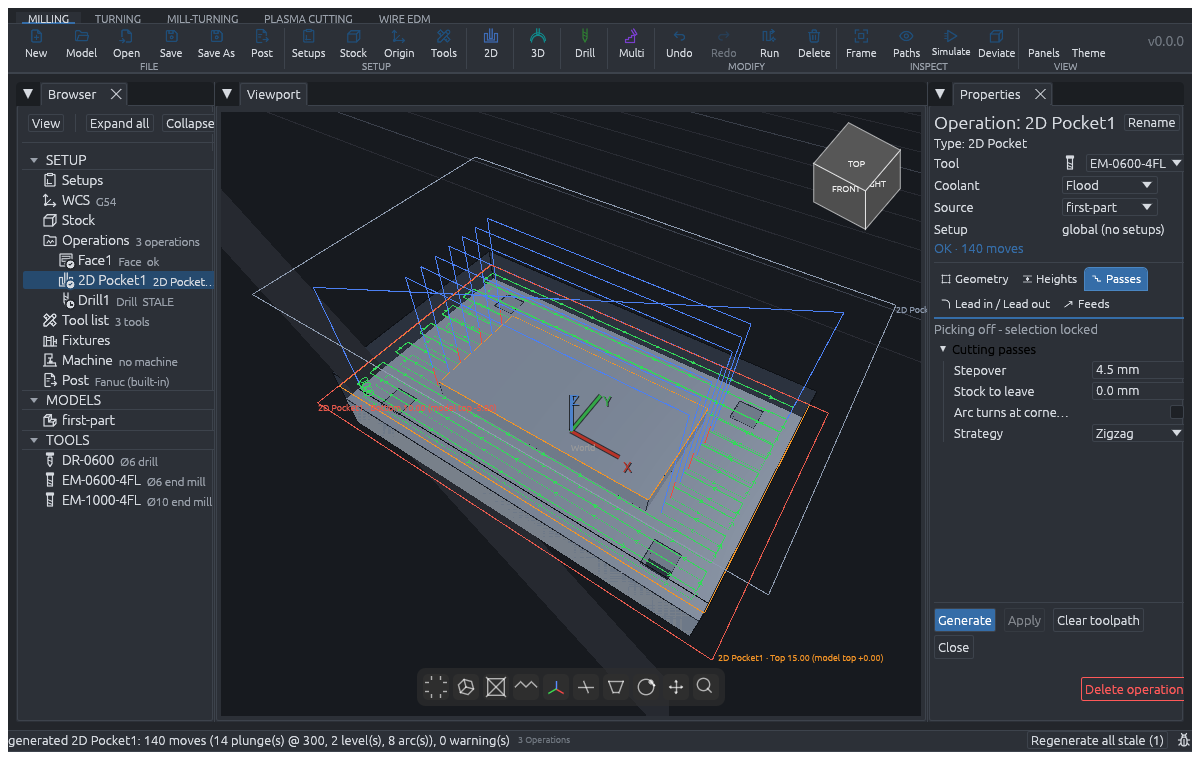 MILLING TURNING MILL-TURNING PLASMA CUTTING WIRE EDM
New Model Open Save Save As Post Setups Stock Origin Tools 2D 3D Drill Multi Undo Redo Run Delete Frame Paths Simulate Deviate Panels Theme v0.0.0
FILE SETUP MODIFY INSPECT VIEW
Browser
View Expand all Collapse
SETUP
Setups
WCS G54
Stock
Operations 3 operations
Face1 Face ok
2D Pocket1 2D Pocket..
Drill1 Drill STALE
Tool list 3 tools
Fixtures
Machine no machine
Post Fanuc (built-in)
MODELS
first-part
TOOLS
DR-0600 Ø6 drill
EM-0600-4FL Ø6 end mill
EM-1000-4FL Ø10 end mill
Viewport
TOP
FRONT
GHT
2D Pock
2D Pocket1
Z
Y
World
X
2D Pocket1 - Top 15.00 (model top +0.00)
Properties
Operation: 2D Pocket1 Rename
Type: 2D Pocket
Tool EM-0600-4FL
Coolant Flood
Source first-part
Setup global (no setups)
OK · 140 moves
Geometry Heights Passes
Lead in / Lead out Feeds
Picking off - selection locked
Cutting passes
Stepover 4.5 mm
Stock to leave 0.0 mm
Arc turns at corne...
Strategy Zigzag
Generate Apply Clear toolpath
Close
Delete operation
generated 2D Pocket1: 140 moves (14 plunge(s) @ 300, 2 level(s), 8 arc(s)), 0 warning(s) 3 Operations Regenerate all stale (1)